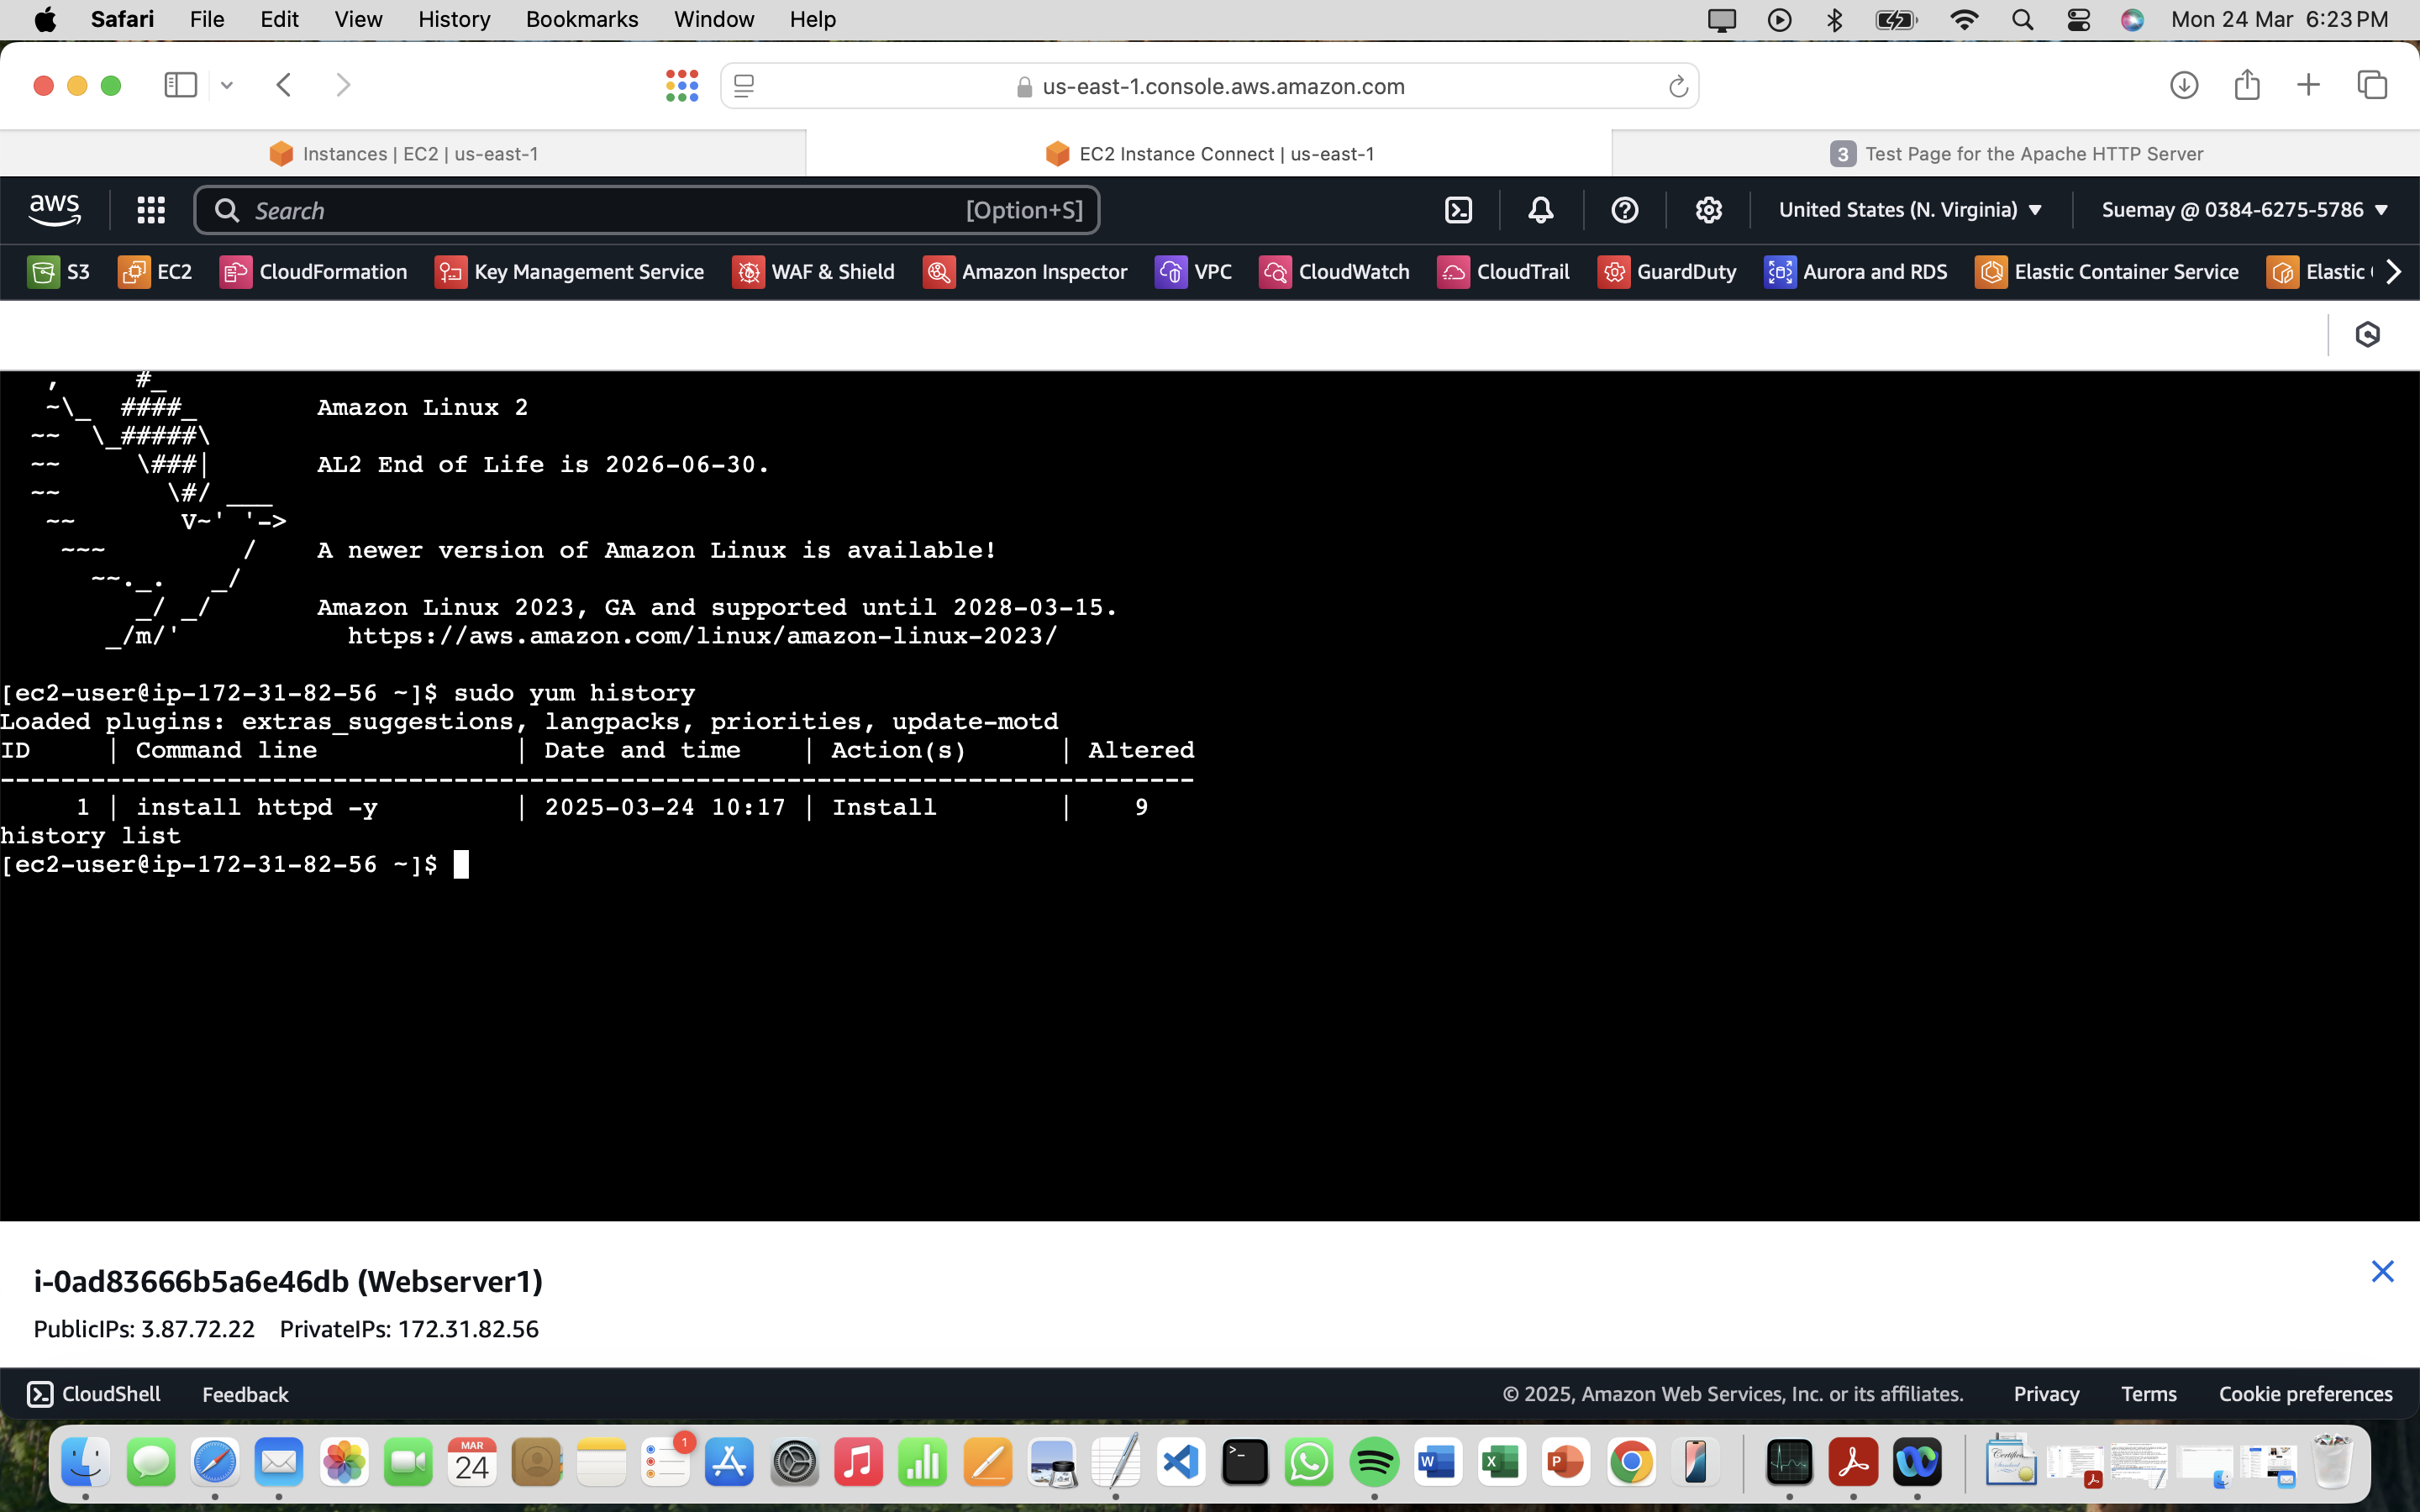 Safari File Edit View History Bookmarks Window Help Mon 24 Mar 6:23 PM
us-east-1.console.aws.amazon.com
Instances | EC2 | us-east-1
EC2 Instance Connect | us-east-1
3 Test Page for the Apache HTTP Server
aws Search [Option+S] United States (N. Virginia) ▼ Suemay @ 0384-6275-5786 ▼
S3 EC2 CloudFormation Key Management Service WAF & Shield Amazon Inspector VPC CloudWatch CloudTrail GuardDuty Aurora and RDS Elastic Container Service Elastic
   ,     #_
   ~\_  ####_        Amazon Linux 2
  ~~  \_#####\
  ~~     \###|       AL2 End of Life is 2026-06-30.
  ~~       \#/ ___
   ~~       V~' '->
    ~~~         /    A newer version of Amazon Linux is available!
      ~~._.   _/
         _/ _/       Amazon Linux 2023, GA and supported until 2028-03-15.
       _/m/'           https://aws.amazon.com/linux/amazon-linux-2023/
[ec2-user@ip-172-31-82-56 ~]$ sudo yum history
Loaded plugins: extras_suggestions, langpacks, priorities, update-motd
ID     | Command line             | Date and time    | Action(s)      | Altered
-------------------------------------------------------------------------------
     1 | install httpd -y         | 2025-03-24 10:17 | Install        |    9
history list
[ec2-user@ip-172-31-82-56 ~]$
i-0ad83666b5a6e46db (Webserver1)
PublicIPs: 3.87.72.22 PrivateIPs: 172.31.82.56
CloudShell Feedback © 2025, Amazon Web Services, Inc. or its affiliates. Privacy Terms Cookie preferences
MAR
24
1
W
X
P